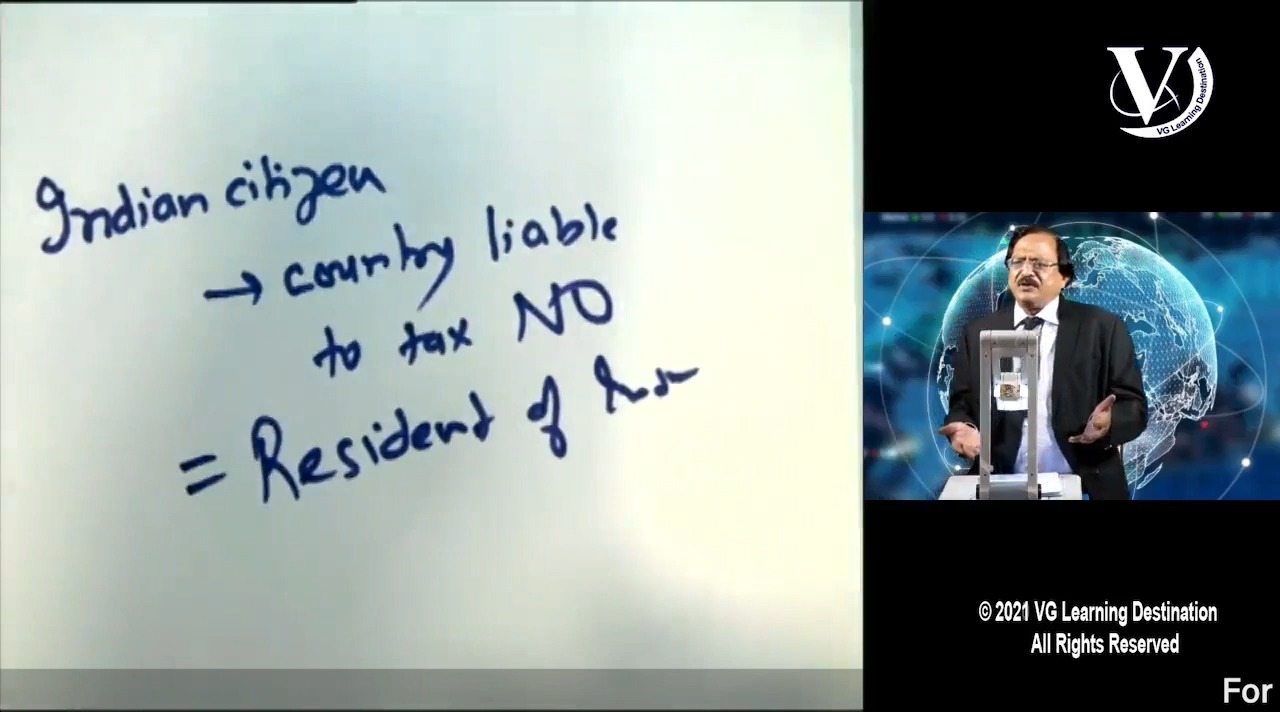 Indian citizen
→ country liable
to tax NO
= Resident of
V
VG Learning Destination
© 2021 VG Learning Destination
All Rights Reserved
For